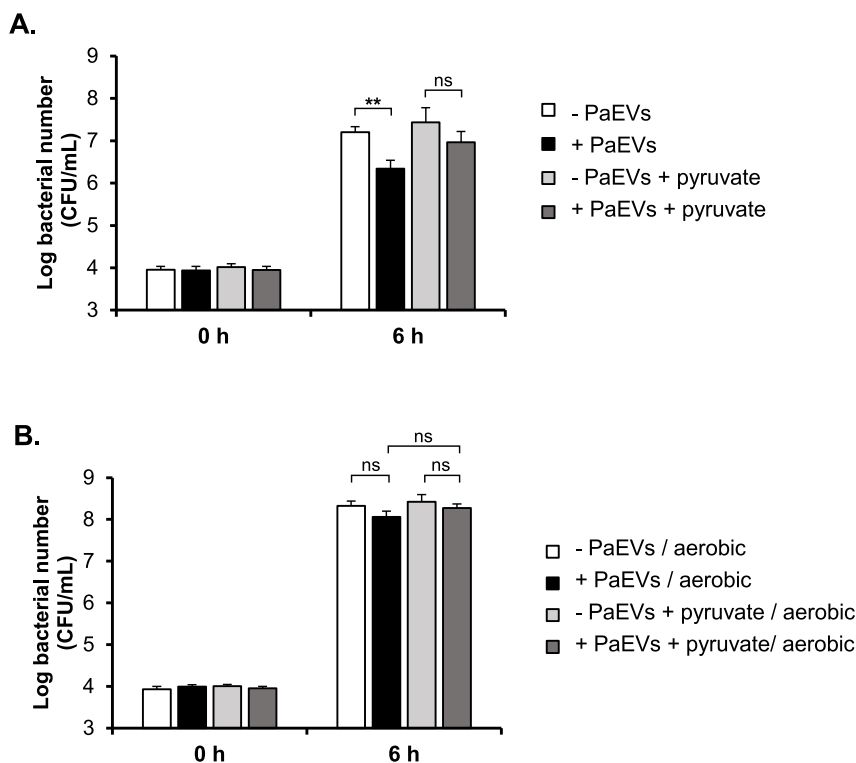 A.
Log bacterial number
(CFU/mL)
9
8
7
6
5
4
3
**
ns
0 h
6 h
- PaEVs
+ PaEVs
- PaEVs + pyruvate
+ PaEVs + pyruvate
B.
Log bacterial number
(CFU/mL)
9
8
7
6
5
4
3
ns
ns
ns
0 h
6 h
- PaEVs / aerobic
+ PaEVs / aerobic
- PaEVs + pyruvate / aerobic
+ PaEVs + pyruvate/ aerobic